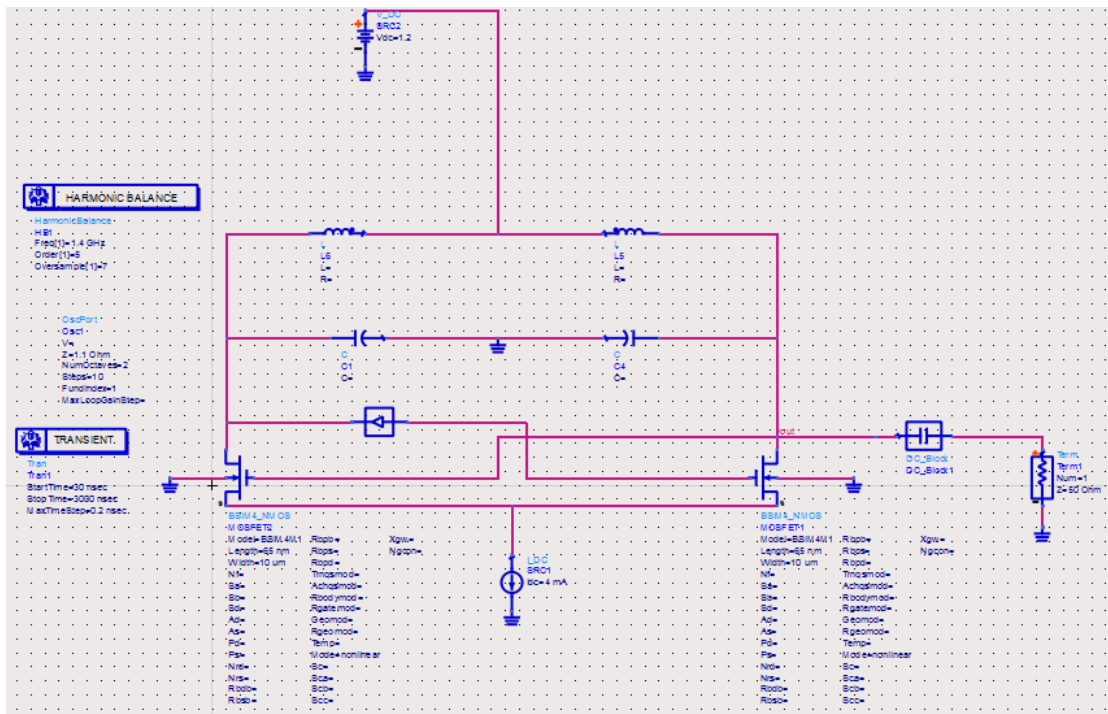 V_DC
SRC2
Vdc=1.2
HARMONIC BALANCE
HarmonicBalance
HB1
Freq[1]=1.4 GHz
Order[1]=5
Oversample[1]=7
L
L6
L=
R=
L
L5
L=
R=
OscPort
Osc1
V=
Z=1.1 Ohm
NumOctaves=2
Steps=10
FundIndex=1
MaxLoopGainStep=
C
C1
C=
C
C4
C=
TRANSIENT
Tran
Tran1
StartTime=30 nsec
StopTime=3030 nsec
MaxTimeStep=0.2 nsec
out
DC_Block
DC_Block1
Term
Term1
Num=1
Z=50 Ohm
BSIM4_NMOS
MOSFET2
Model=BSIM4M1
Length=65 nm
Width=10 um
Nf=
Sa=
Sb=
Sd=
Ad=
As=
Pd=
Ps=
Nrd=
Nrs=
Rbdb=
Rbsb=
Rbpb=
Rbps=
Rbpd=
Trnqsmod=
Acnqsmod=
Rbodymod=
Rgatemod=
Geomod=
Rgeomod=
Temp=
Mode=nonlinear
Sc=
Sca=
Scb=
Scc=
Xgw=
Ngcon=
I_DC
SRC1
Idc=4 mA
BSIM4_NMOS
MOSFET1
Model=BSIM4M1
Length=65 nm
Width=10 um
Nf=
Sa=
Sb=
Sd=
Ad=
As=
Pd=
Ps=
Nrd=
Nrs=
Rbdb=
Rbsb=
Rbpb=
Rbps=
Rbpd=
Trnqsmod=
Acnqsmod=
Rbodymod=
Rgatemod=
Geomod=
Rgeomod=
Temp=
Mode=nonlinear
Sc=
Sca=
Scb=
Scc=
Xgw=
Ngcon=